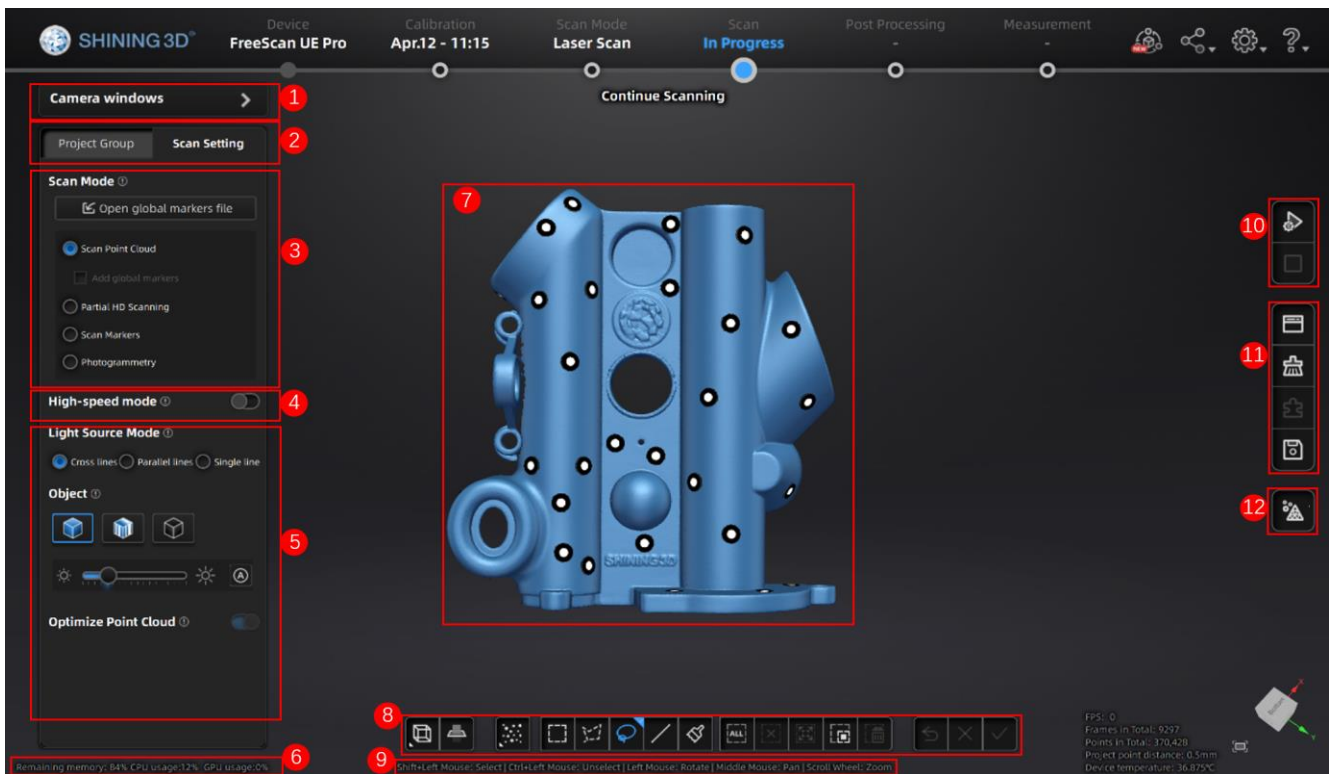 SHINING 3D®
Device
FreeScan UE Pro
Calibration
Apr.12 - 11:15
Scan Mode
Laser Scan
Scan
In Progress
Post Processing
-
Measurement
-
NEW
Continue Scanning
Camera windows
1
Project Group
Scan Setting
2
Scan Mode
Open global markers file
Scan Point Cloud
Add global markers
Partial HD Scanning
Scan Markers
Photogrammetry
3
High-speed mode
4
Light Source Mode
Cross lines
Parallel lines
Single line
Object
A
Optimize Point Cloud
5
Remaining memory: 84% CPU usage:12% GPU usage:0%
6
7
SHINING3D
8
ALL
9
Shift+Left Mouse: Select | Ctrl+Left Mouse: Unselect | Left Mouse: Rotate | Middle Mouse: Pan | Scroll Wheel: Zoom
10
11
12
FPS: 0
Frames in Total: 9297
Points in Total: 370,428
Project point distance: 0.5mm
Device temperature: 36.875℃
Bottom
X
Y